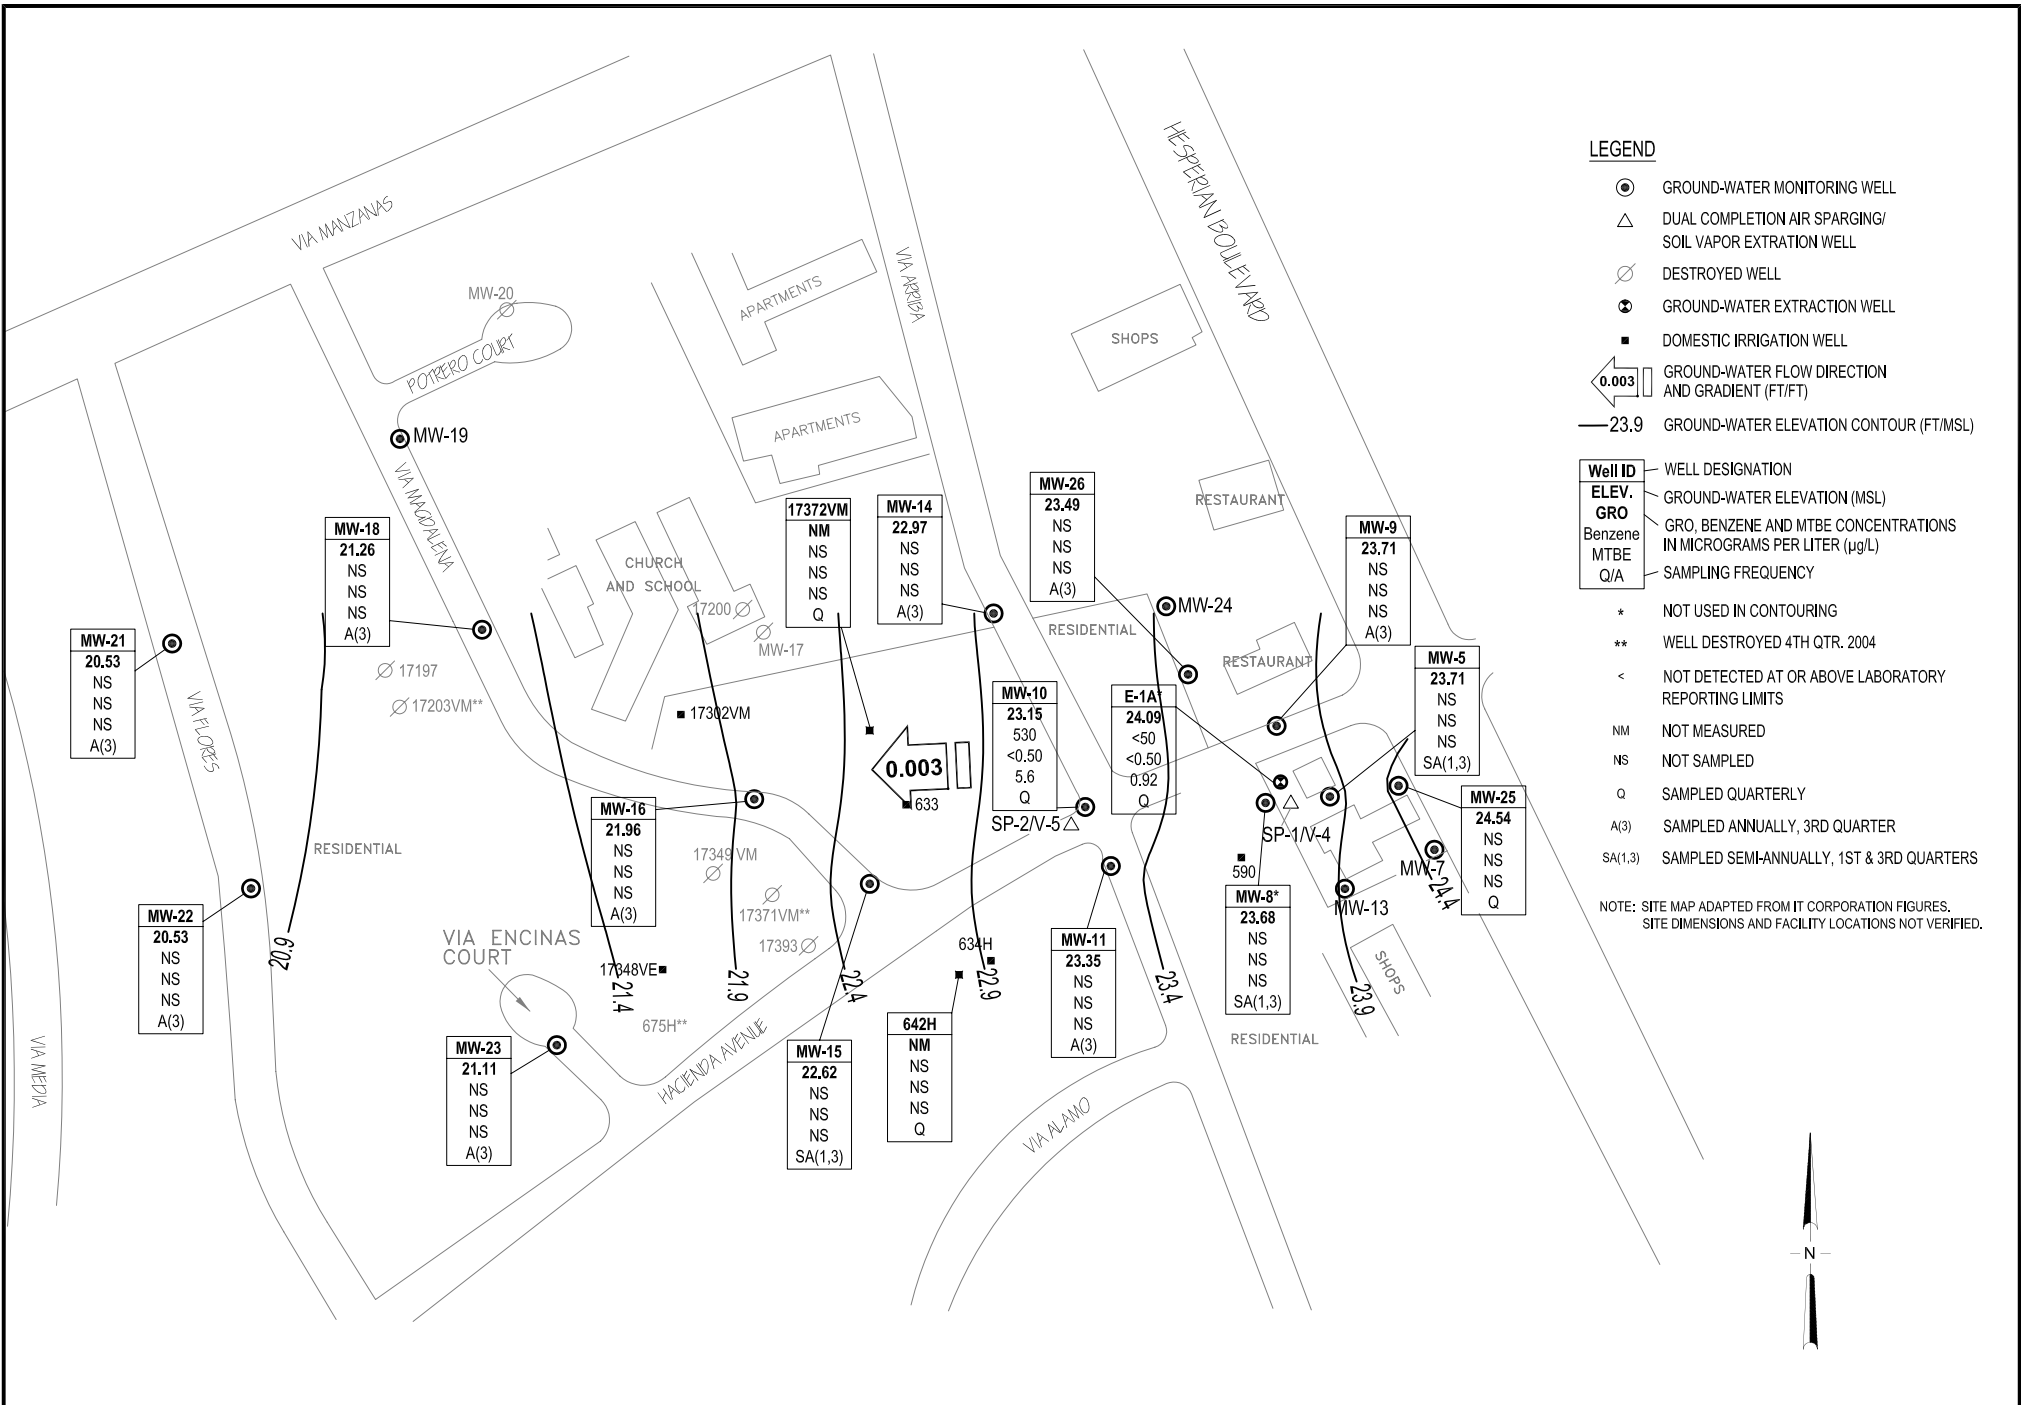 LEGEND
GROUND-WATER MONITORING WELL
DUAL COMPLETION AIR SPARGING/
SOIL VAPOR EXTRATION WELL
DESTROYED WELL
GROUND-WATER EXTRACTION WELL
DOMESTIC IRRIGATION WELL
0.003
GROUND-WATER FLOW DIRECTION
AND GRADIENT (FT/FT)
23.9 GROUND-WATER ELEVATION CONTOUR (FT/MSL)
Well ID
ELEV.
GRO
Benzene
MTBE
Q/A
WELL DESIGNATION
GROUND-WATER ELEVATION (MSL)
GRO, BENZENE AND MTBE CONCENTRATIONS
IN MICROGRAMS PER LITER (µg/L)
SAMPLING FREQUENCY
* NOT USED IN CONTOURING
** WELL DESTROYED 4TH QTR. 2004
< NOT DETECTED AT OR ABOVE LABORATORY
REPORTING LIMITS
NM NOT MEASURED
NS NOT SAMPLED
Q SAMPLED QUARTERLY
A(3) SAMPLED ANNUALLY, 3RD QUARTER
SA(1,3) SAMPLED SEMI-ANNUALLY, 1ST & 3RD QUARTERS
NOTE: SITE MAP ADAPTED FROM IT CORPORATION FIGURES.
SITE DIMENSIONS AND FACILITY LOCATIONS NOT VERIFIED.
N
VIA MANZANAS
HESPERIAN BOULEVARD
VIA ARRIBA
MW-20
POTRERO COURT
APARTMENTS
APARTMENTS
SHOPS
MW-19
VIA MAGDALENA
RESTAURANT
CHURCH
AND SCHOOL
17200
MW-17
MW-18
21.26
NS
NS
NS
A(3)
17372VM
NM
NS
NS
NS
Q
MW-14
22.97
NS
NS
NS
A(3)
MW-26
23.49
NS
NS
NS
A(3)
MW-9
23.71
NS
NS
NS
A(3)
MW-24
RESIDENTIAL
RESTAURANT
MW-21
20.53
NS
NS
NS
A(3)
17197
17203VM**
VIA FLORES
17302VM
0.003
633
MW-10
23.15
530
<0.50
5.6
Q
SP-2/V-5
E-1A*
24.09
<50
<0.50
0.92
Q
MW-5
23.71
NS
NS
NS
SA(1,3)
MW-25
24.54
NS
NS
NS
Q
SP-1/V-4
MW-7
24.4
MW-13
590
MW-8*
23.68
NS
NS
NS
SA(1,3)
RESIDENTIAL
MW-16
21.96
NS
NS
NS
A(3)
17349 VM
17371VM**
17393
MW-22
20.53
NS
NS
NS
A(3)
20.9
VIA ENCINAS
COURT
17348VE
21.4
21.9
22.4
634H
22.9
23.4
23.9
SHOPS
RESIDENTIAL
MW-11
23.35
NS
NS
NS
A(3)
675H**
HACIENDA AVENUE
MW-23
21.11
NS
NS
NS
A(3)
MW-15
22.62
NS
NS
NS
SA(1,3)
642H
NM
NS
NS
NS
Q
VIA ALAMO
VIA MEDIA